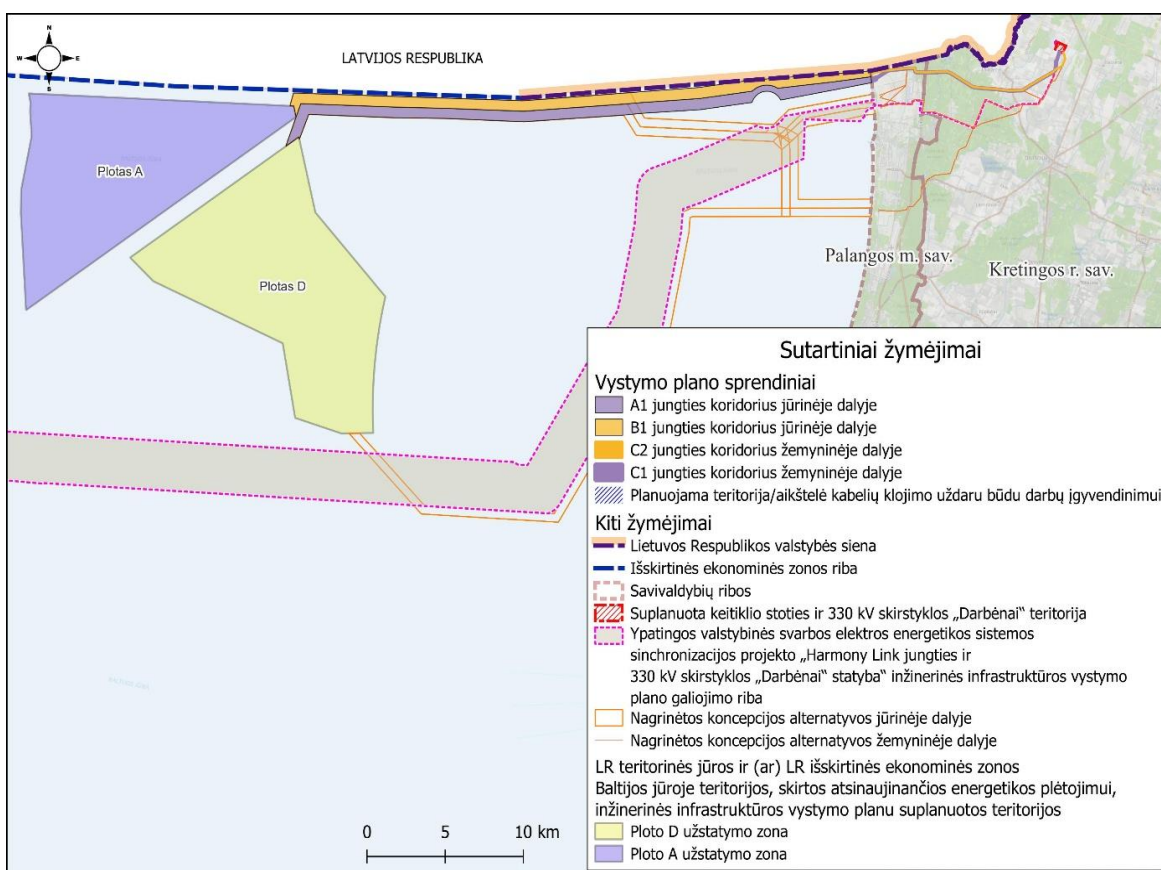 N
W E
S
LATVIJOS RESPUBLIKA
Plotas A
Plotas D
Palangos m. sav.
Kretingos r. sav.
Sutartiniai žymėjimai
Vystymo plano sprendiniai
A1 jungties koridorius jūrinėje dalyje
B1 jungties koridorius jūrinėje dalyje
C2 jungties koridorius žemyninėje dalyje
C1 jungties koridorius žemyninėje dalyje
Planuojama teritorija/aikštelė kabelių klojimo uždaru būdu darbų įgyvendinimui
Kiti žymėjimai
Lietuvos Respublikos valstybės siena
Išskirtinės ekonominės zonos riba
Savivaldybių ribos
Suplanuota keitiklio stoties ir 330 kV skirstyklos „Darbėnai" teritorija
Ypatingos valstybinės svarbos elektros energetikos sistemos
sinchronizacijos projekto „Harmony Link jungties ir
330 kV skirstyklos „Darbėnai" statyba" inžinerinės infrastruktūros vystymo
plano galiojimo riba
Nagrinėtos koncepcijos alternatyvos jūrinėje dalyje
Nagrinėtos koncepcijos alternatyvos žemyninėje dalyje
LR teritorinės jūros ir (ar) LR išskirtinės ekonominės zonos
Baltijos jūroje teritorijos, skirtos atsinaujinančios energetikos plėtojimui,
inžinerinės infrastruktūros vystymo planu suplanuotos teritorijos
Ploto D užstatymo zona
Ploto A užstatymo zona
0 5 10 km